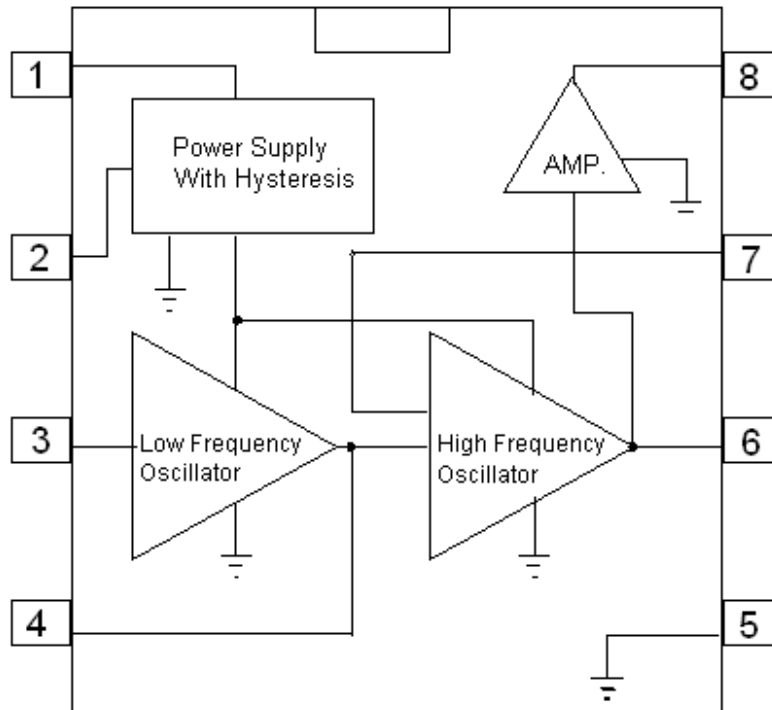 1
8
Power Supply
With Hysteresis
AMP.
2
7
3
Low Frequency
Oscillator
High Frequency
Oscillator
6
4
5